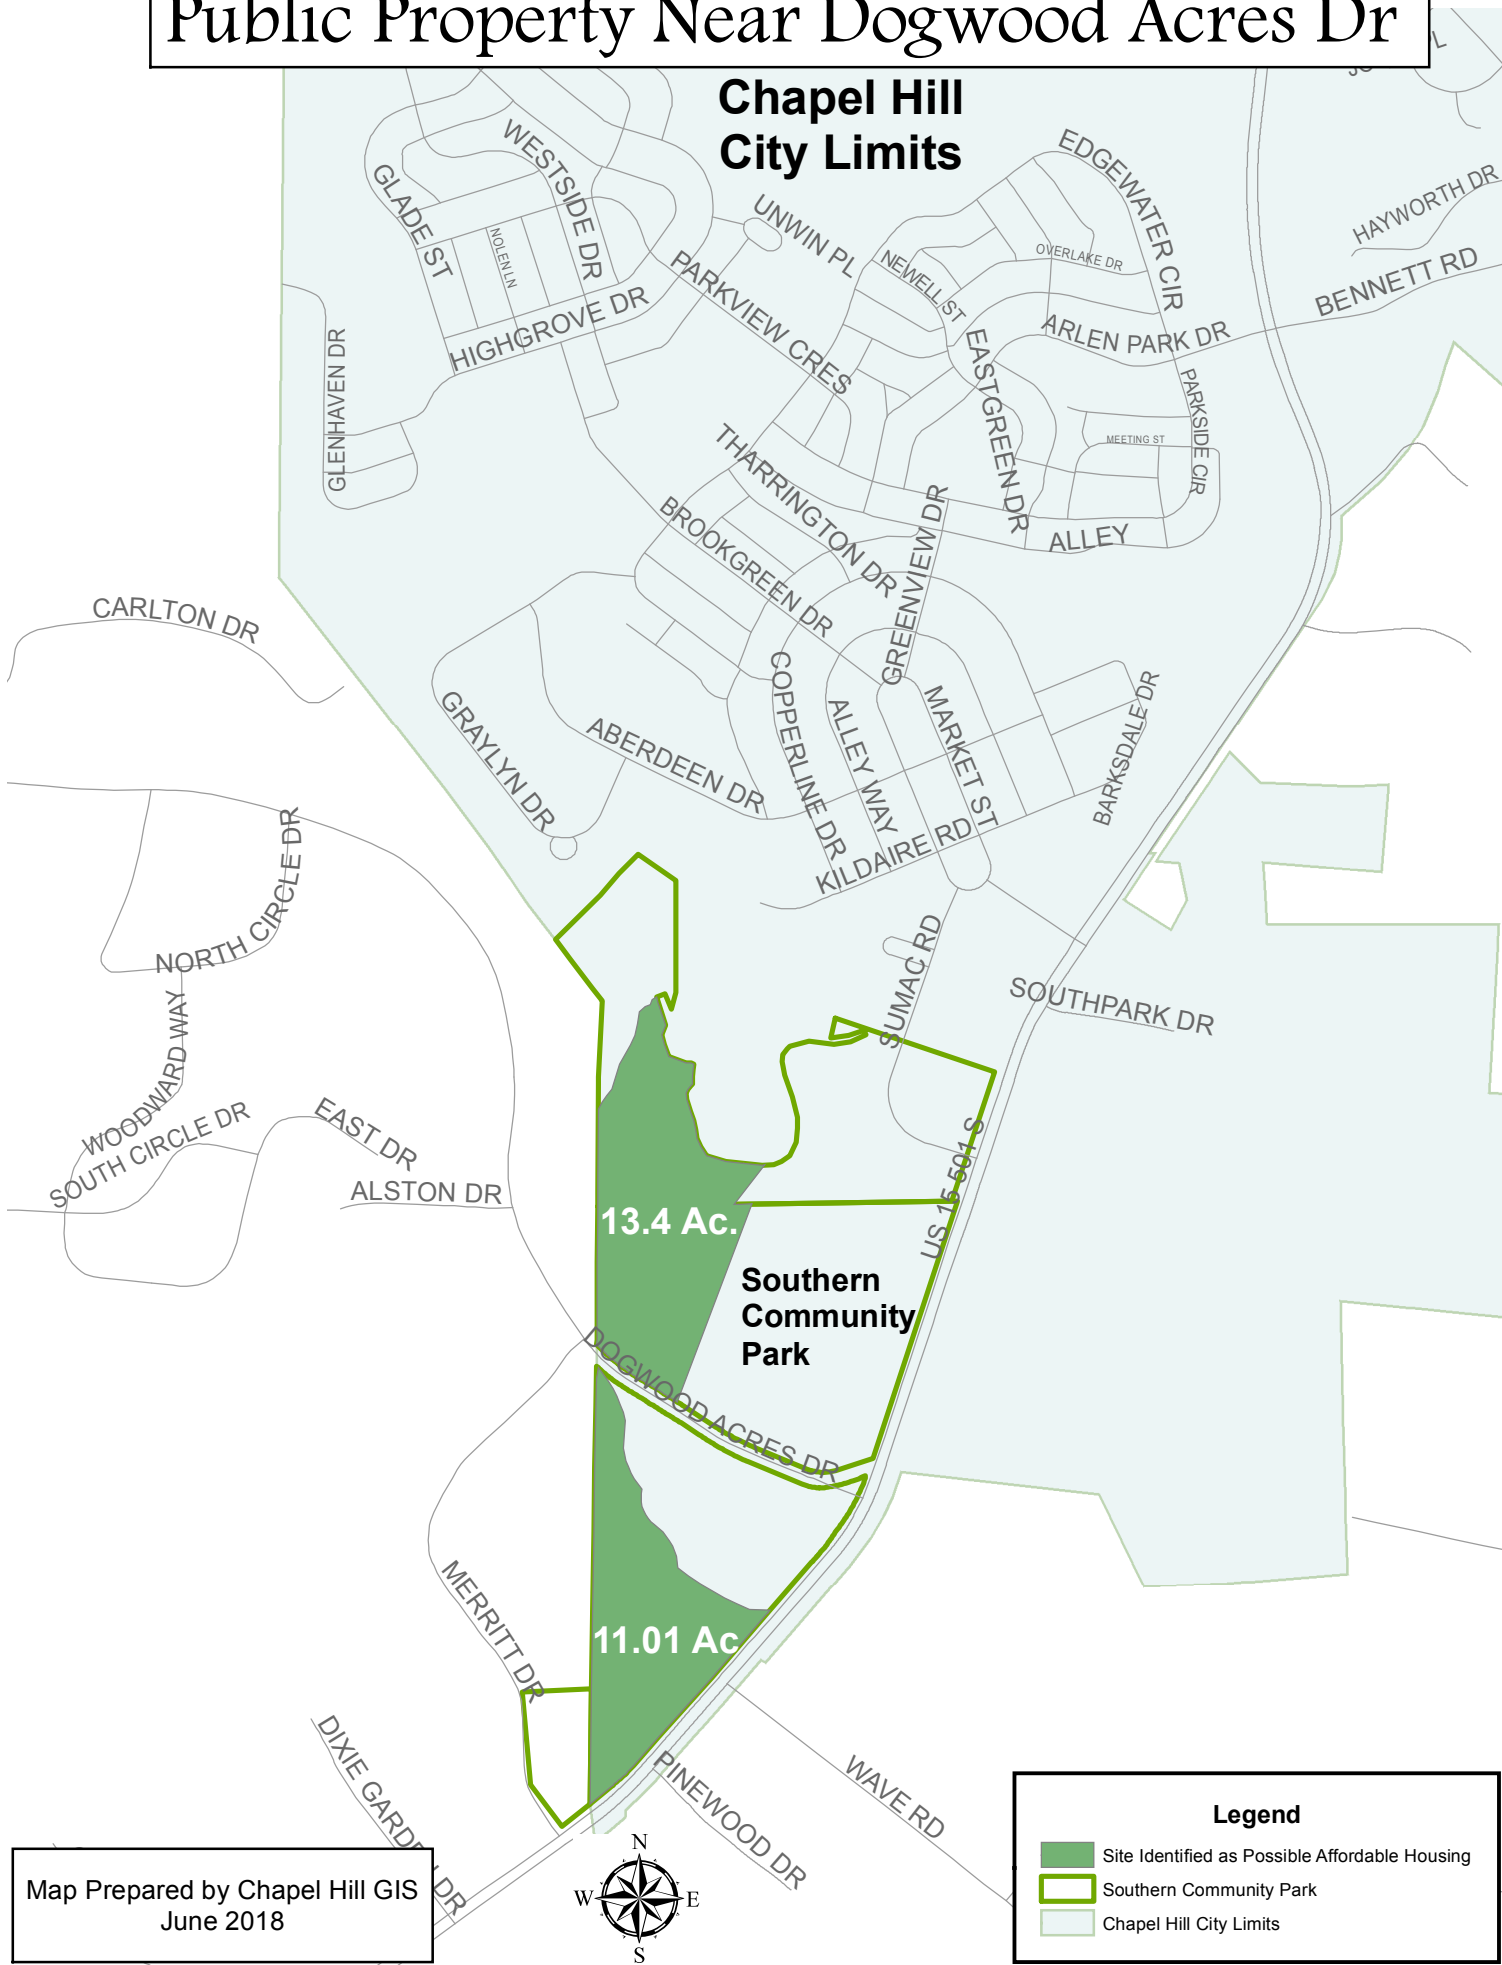 Public Property Near Dogwood Acres Dr
Chapel Hill
City Limits
PL
EDGEWATER CIR
WESTSIDE DR
GLADE ST
NOLEN LN
UNWIN PL
HAYWORTH DR
NEWELL ST
OVERLAKE DR
BENNETT RD
PARKVIEW CRES
HIGHGROVE DR
ARLEN PARK DR
GLENHAVEN DR
EASTGREEN DR
PARKSIDE CIR
MEETING ST
THARRINGTON DR
BROOKGREEN DR
GREENVIEW DR
ALLEY
CARLTON DR
COPPERLINE DR
ALLEY WAY
MARKET ST
BARKSDALE DR
GRAYLYN DR
ABERDEEN DR
KILDAIRE RD
NORTH CIRCLE DR
WOODWARD WAY
SUMAC RD
SOUTHPARK DR
SOUTH CIRCLE DR
EAST DR
ALSTON DR
US 15 501 S
13.4 Ac.
Southern
Community
Park
DOGWOOD ACRES DR
MERRITT DR
11.01 Ac
DIXIE GARDEN DR
PINEWOOD DR
WAVE RD
Map Prepared by Chapel Hill GIS
June 2018
N
W E
S
Legend
Site Identified as Possible Affordable Housing
Southern Community Park
Chapel Hill City Limits